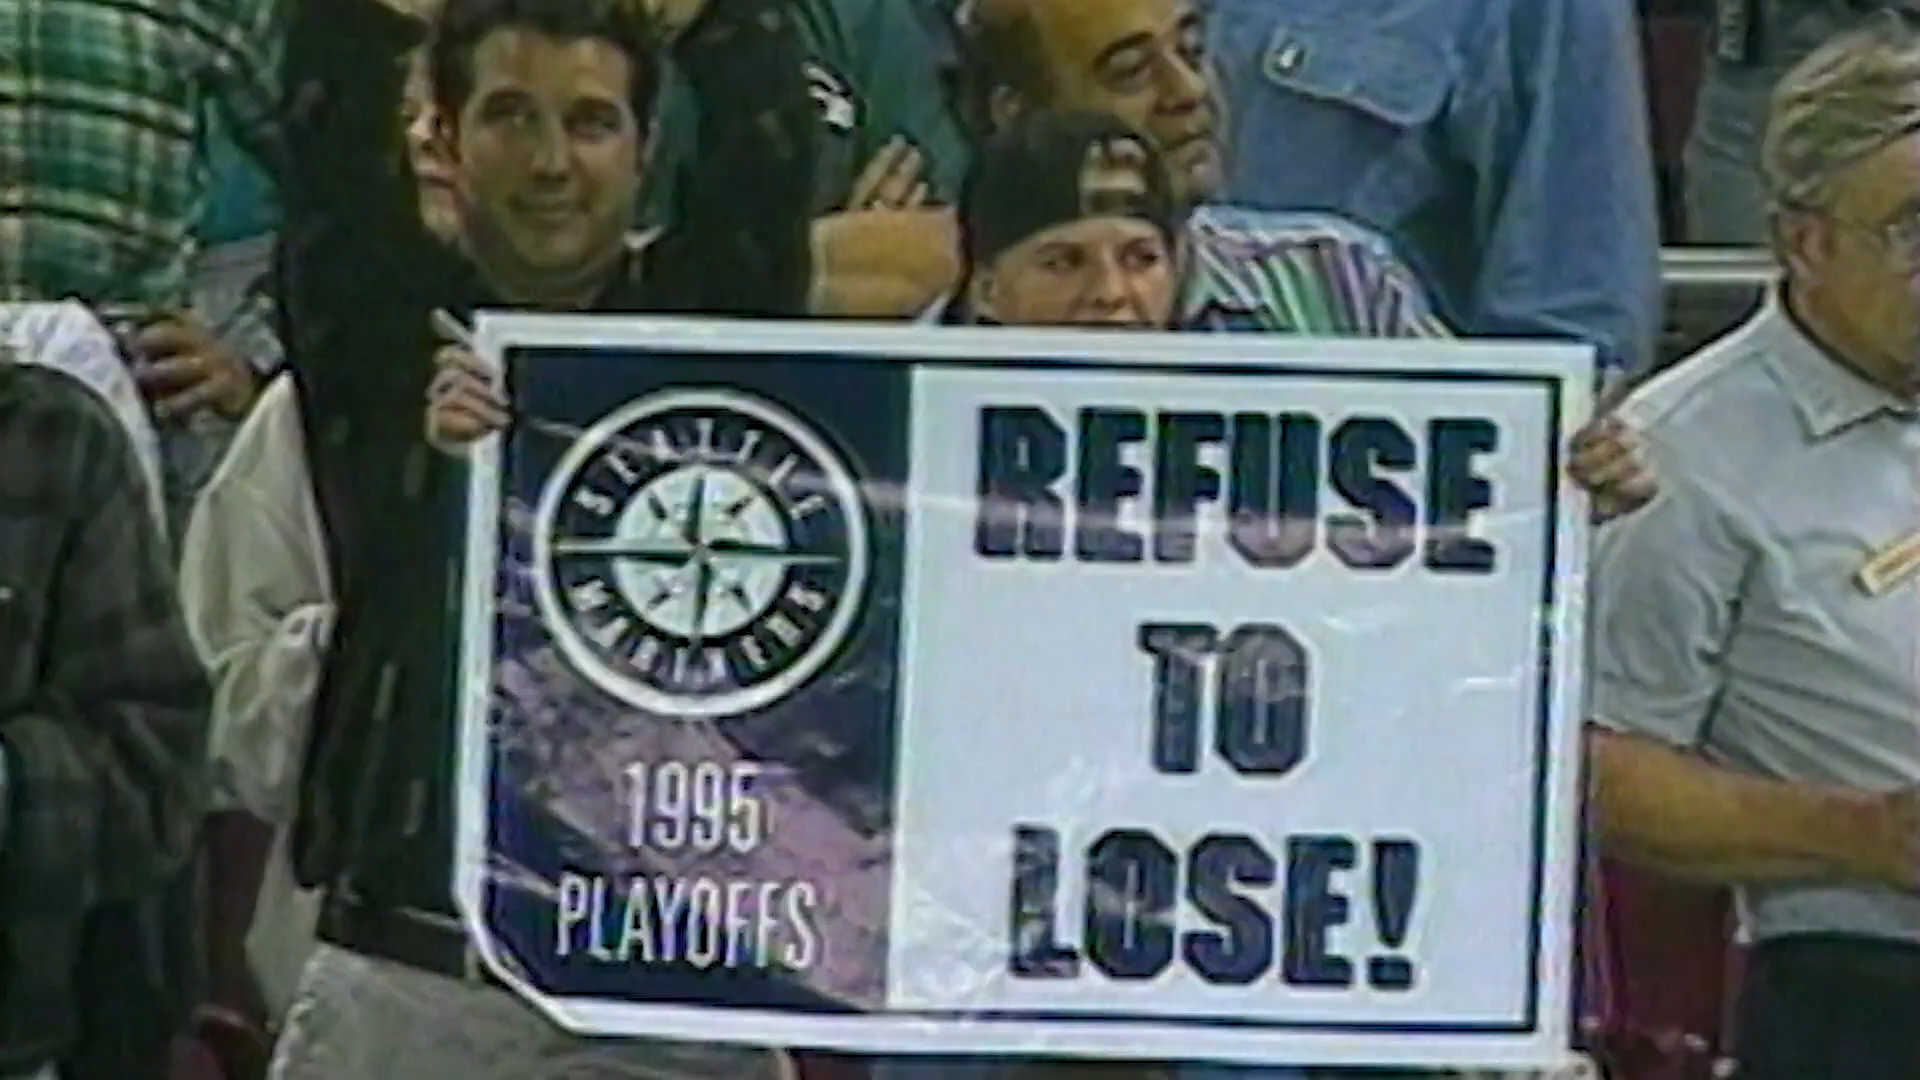 SEATTLE
MARINERS
1995
PLAYOFFS
REFUSE
TO
LOSE!